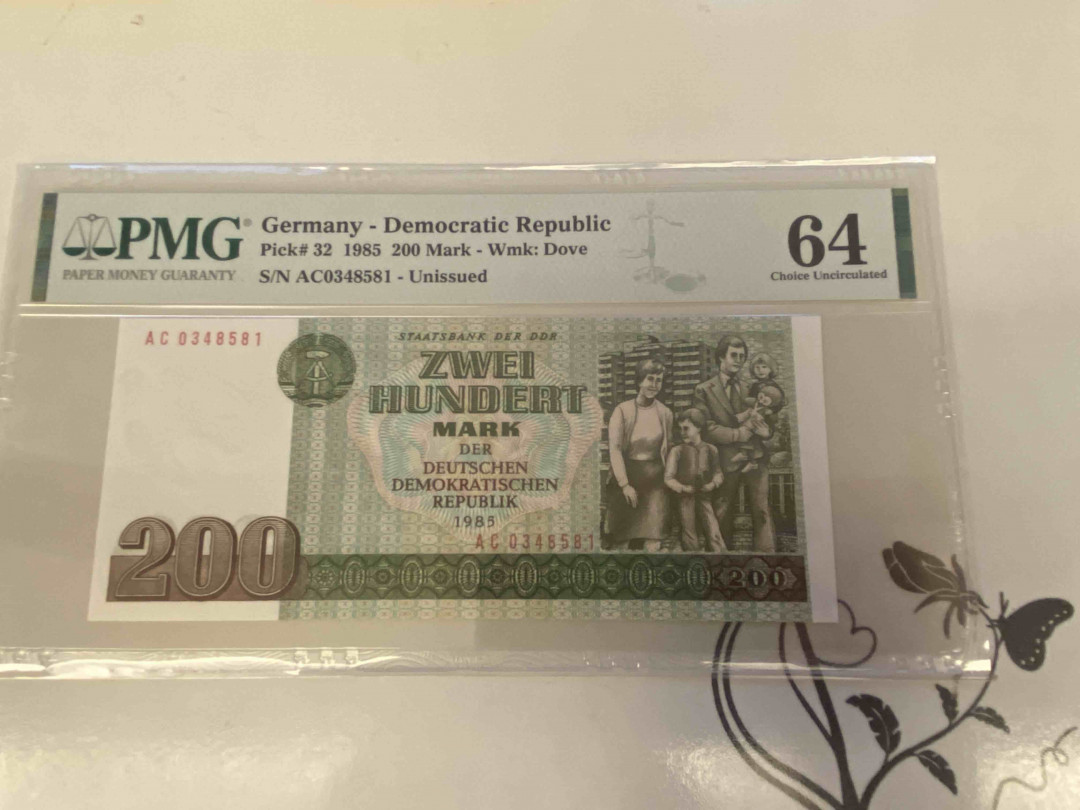 PMG®
PAPER MONEY GUARANTY
Germany - Democratic Republic
Pick# 32 1985 200 Mark - Wmk: Dove
S/N AC0348581 - Unissued
64
Choice Uncirculated
AC 0348581
STAATSBANK DER DDR
ZWEI
HUNDERT
MARK
DER
DEUTSCHEN
DEMOKRATISCHEN
REPUBLIK
1985
AC 0348581
200
200